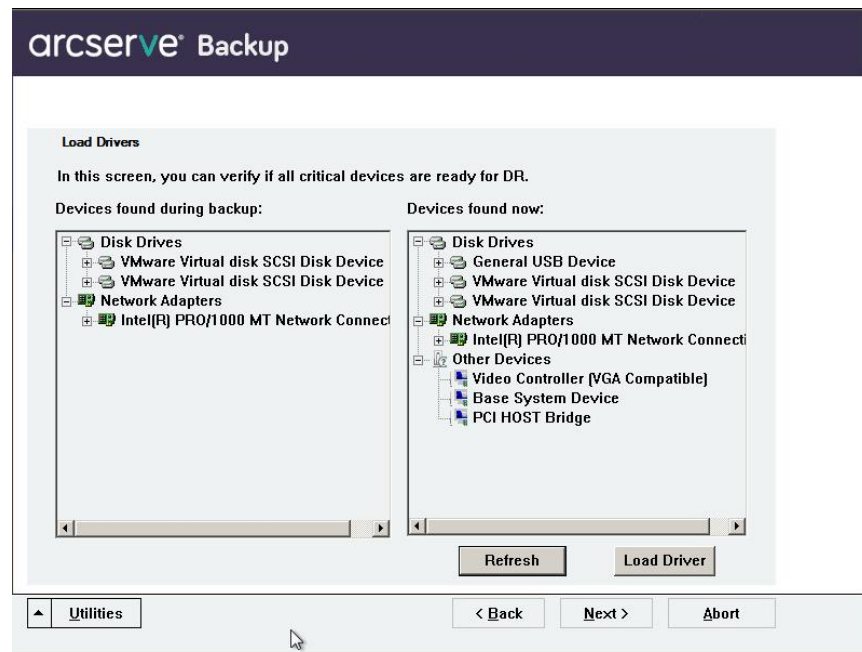 arcserve® Backup
Load Drivers
In this screen, you can verify if all critical devices are ready for DR.
Devices found during backup:
Disk Drives
VMware Virtual disk SCSI Disk Device
VMware Virtual disk SCSI Disk Device
Network Adapters
Intel(R) PRO/1000 MT Network Connect
Devices found now:
Disk Drives
General USB Device
VMware Virtual disk SCSI Disk Device
VMware Virtual disk SCSI Disk Device
Network Adapters
Intel(R) PRO/1000 MT Network Connecti
Other Devices
Video Controller (VGA Compatible)
Base System Device
PCI HOST Bridge
Refresh
Load Driver
Utilities
< Back
Next >
Abort